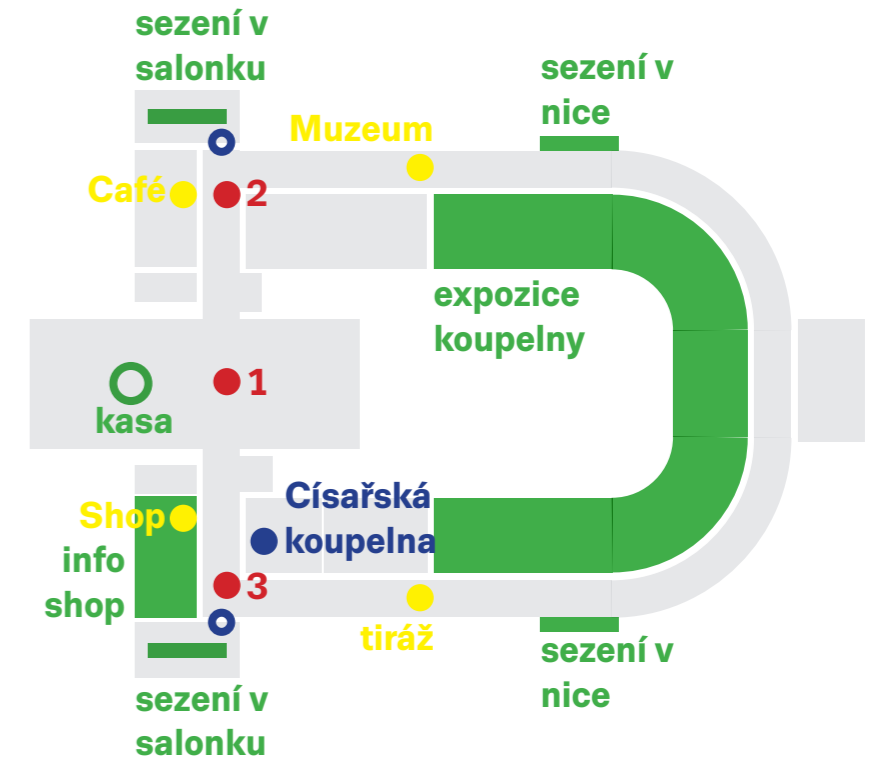 sezení v
salonku
sezení v
nice
Muzeum
Café
2
expozice
koupelny
1
kasa
Císařská
koupelna
Shop
info
shop
3
tiráž
sezení v
nice
sezení v
salonku